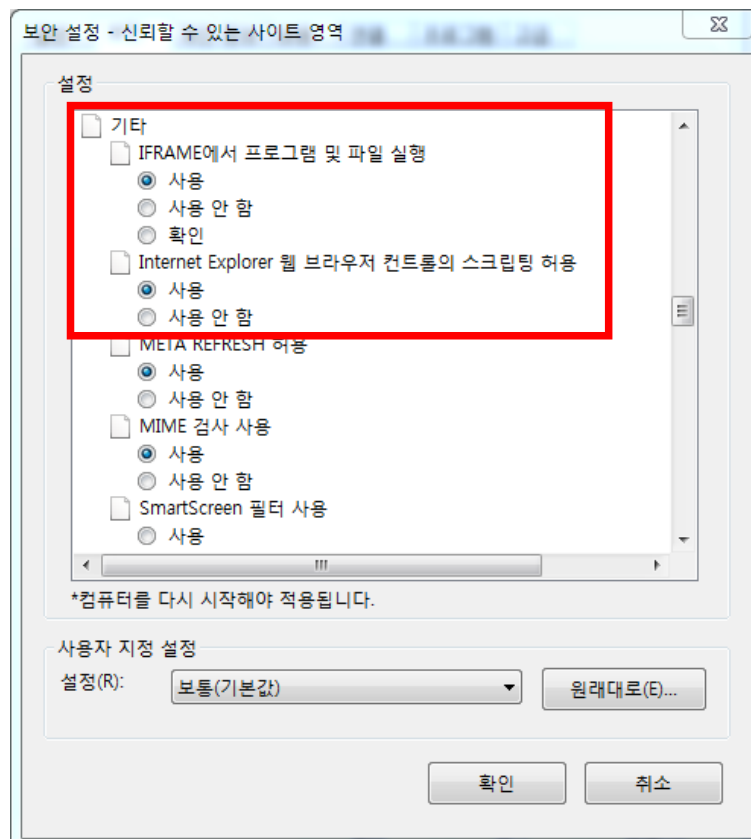 보안 설정 - 신뢰할 수 있는 사이트 영역
설정
기타
IFRAME에서 프로그램 및 파일 실행
사용
사용 안 함
확인
Internet Explorer 웹 브라우저 컨트롤의 스크립팅 허용
사용
사용 안 함
META REFRESH 허용
사용
사용 안 함
MIME 검사 사용
사용
사용 안 함
SmartScreen 필터 사용
사용
*컴퓨터를 다시 시작해야 적용됩니다.
사용자 지정 설정
설정(R):
보통(기본값)
원래대로(E)...
확인
취소